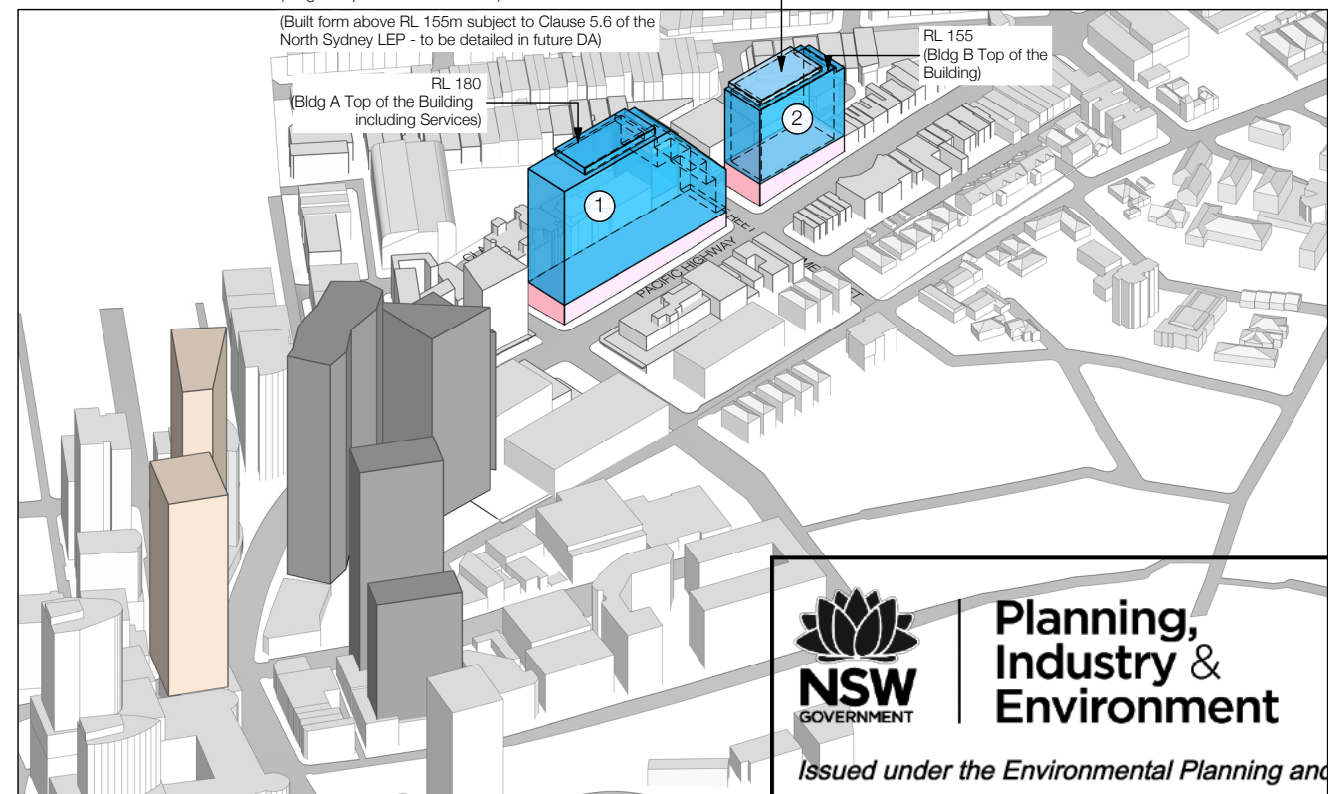 (Built form above RL 155m subject to Clause 5.6 of the
North Sydney LEP - to be detailed in future DA)
RL 155
(Bldg B Top of the
Building)
RL 180
(Bldg A Top of the Building
including Services)
2
1
PACIFIC HIGHWAY
Planning,
Industry &
Environment
NSW
GOVERNMENT
Issued under the Environmental Planning and